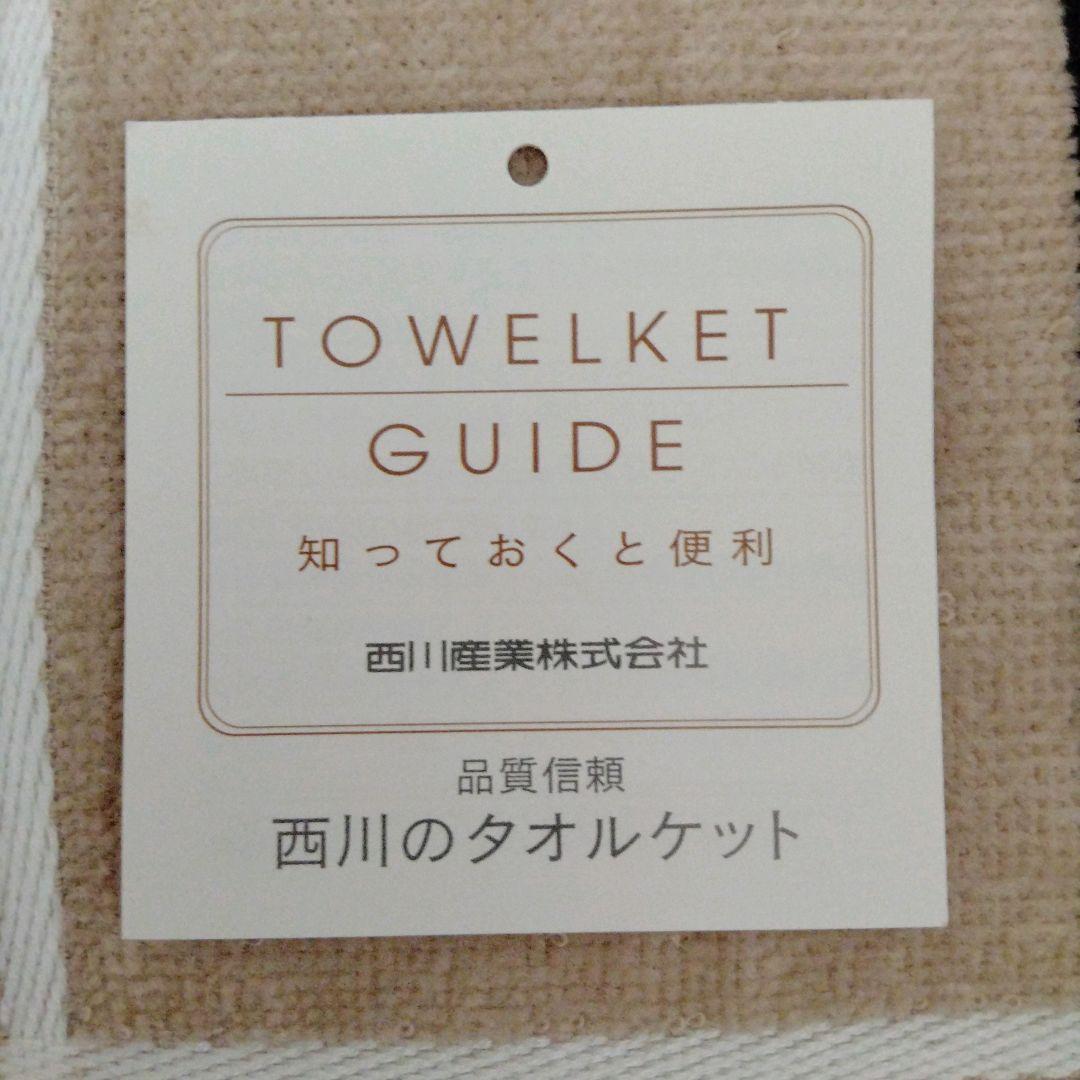 TOWELKET
GUIDE
知っておくと便利
西川産業株式会社
品質信頼
西川のタオルケット